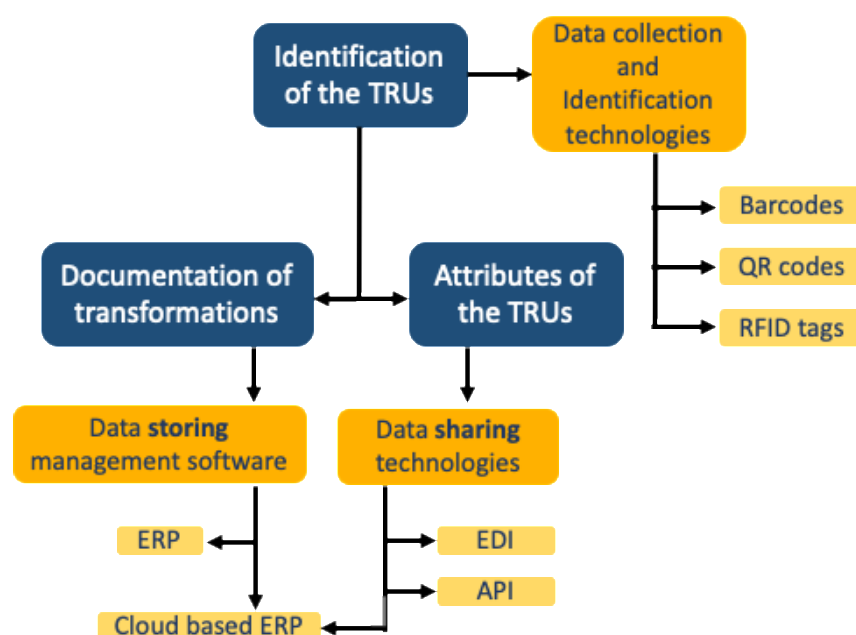 Identification
of the TRUs
Data collection
and
Identification
technologies
Barcodes
QR codes
RFID tags
Documentation of
transformations
Attributes of
the TRUs
Data storing
management software
Data sharing
technologies
ERP
EDI
API
Cloud based ERP